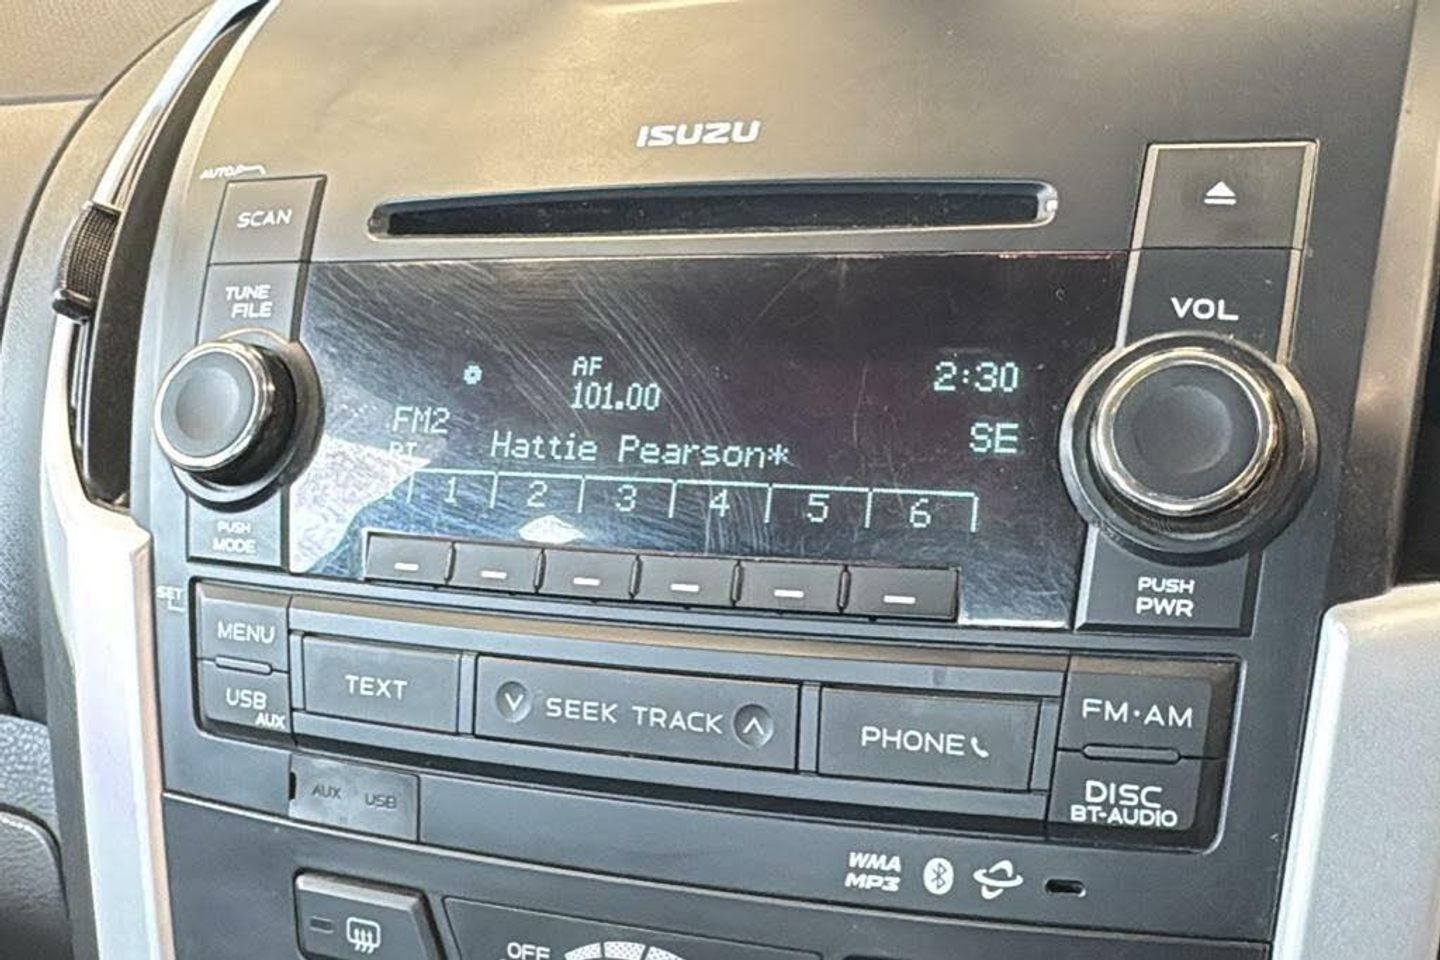 ISUZU
AUTO.P
SCAN
TUNE
FILE
VOL
AF
101.00
2:30
FM2
Hattie Pearson*
SE
1 2 3 4 5 6
PUSH
MODE
PUSH
PWR
SET
MENU
USB
AUX
TEXT
SEEK TRACK
PHONE
FM·AM
DISC
BT-AUDIO
AUX USB
WMA
MP3
OFF